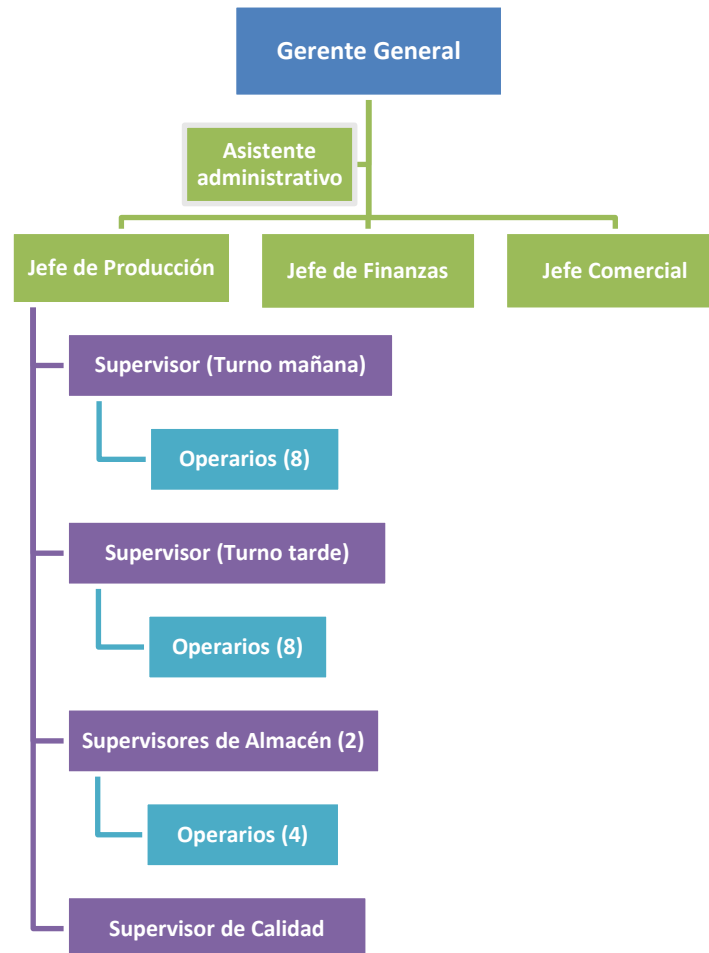 Gerente General
Asistente
administrativo
Jefe de Producción
Jefe de Finanzas
Jefe Comercial
Supervisor (Turno mañana)
Operarios (8)
Supervisor (Turno tarde)
Operarios (8)
Supervisores de Almacén (2)
Operarios (4)
Supervisor de Calidad